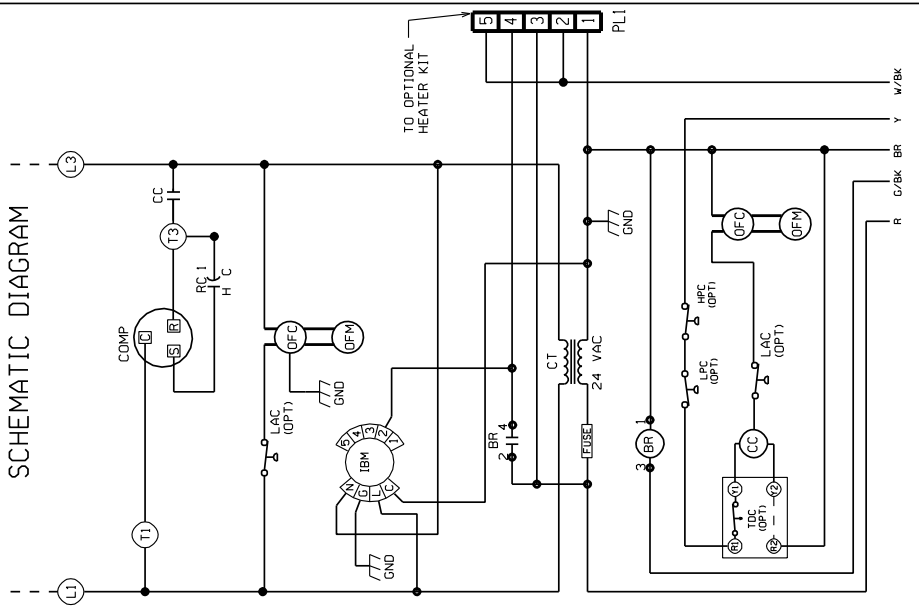 SCHEMATIC DIAGRAM
L1
L3
T1
COMP
C
S
R
T3
CC
RC 1
H C
LAC
(OPT)
OFC
OFM
GND
TO OPTIONAL
HEATER KIT
5
4
3
2
1
PL1
IBM
5
4
3
2
1
N
G
L
C
GND
BR
2
4
CT
24 VAC
FUSE
GND
3
BR
1
LPC
(OPT)
HPC
(OPT)
OFC
OFM
LAC
(OPT)
CC
TDC
(OPT)
R1
Y1
R2
Y2
W/BK
Y
BR
G/BK
R